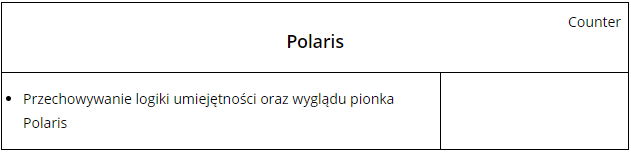 Counter
Polaris
• Przechowywanie logiki umiejętności oraz wyglądu pionka
Polaris